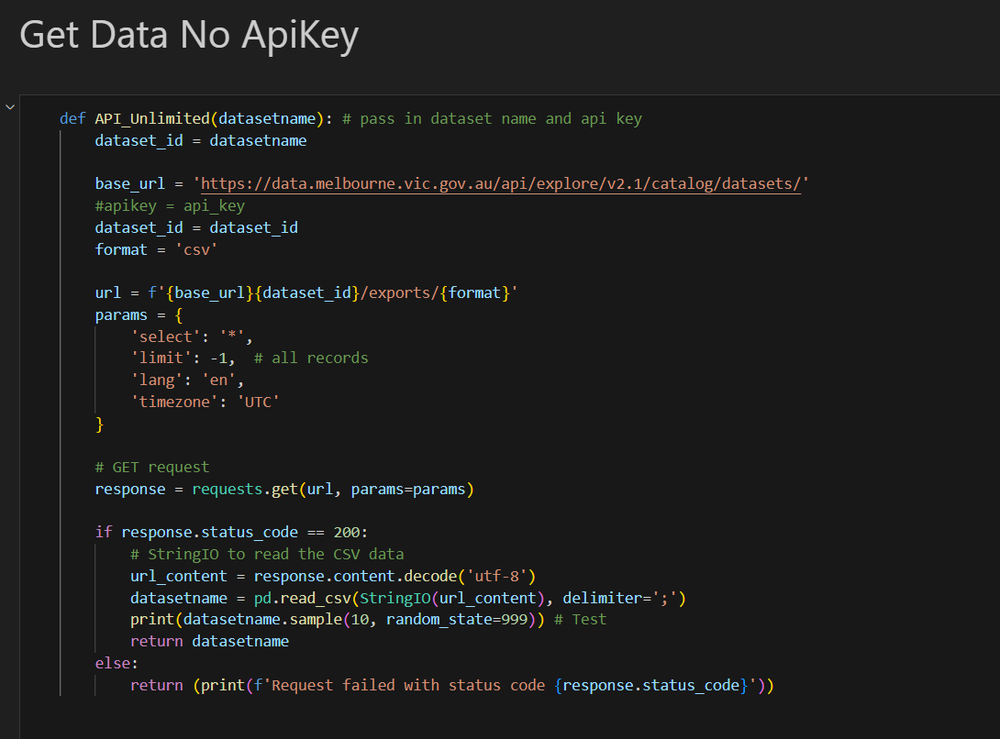 Get Data No ApiKey
def API_Unlimited(datasetname): # pass in dataset name and api key
dataset_id = datasetname
base_url = 'https://data.melbourne.vic.gov.au/api/explore/v2.1/catalog/datasets/'
#apikey = api_key
dataset_id = dataset_id
format = 'csv'
url = f'{base_url}{dataset_id}/exports/{format}'
params = {
'select': '*',
'limit': -1,  # all records
'lang': 'en',
'timezone': 'UTC'
}
# GET request
response = requests.get(url, params=params)
if response.status_code == 200:
# StringIO to read the CSV data
url_content = response.content.decode('utf-8')
datasetname = pd.read_csv(StringIO(url_content), delimiter=';')
print(datasetname.sample(10, random_state=999)) # Test
return datasetname
else:
return (print(f'Request failed with status code {response.status_code}'))